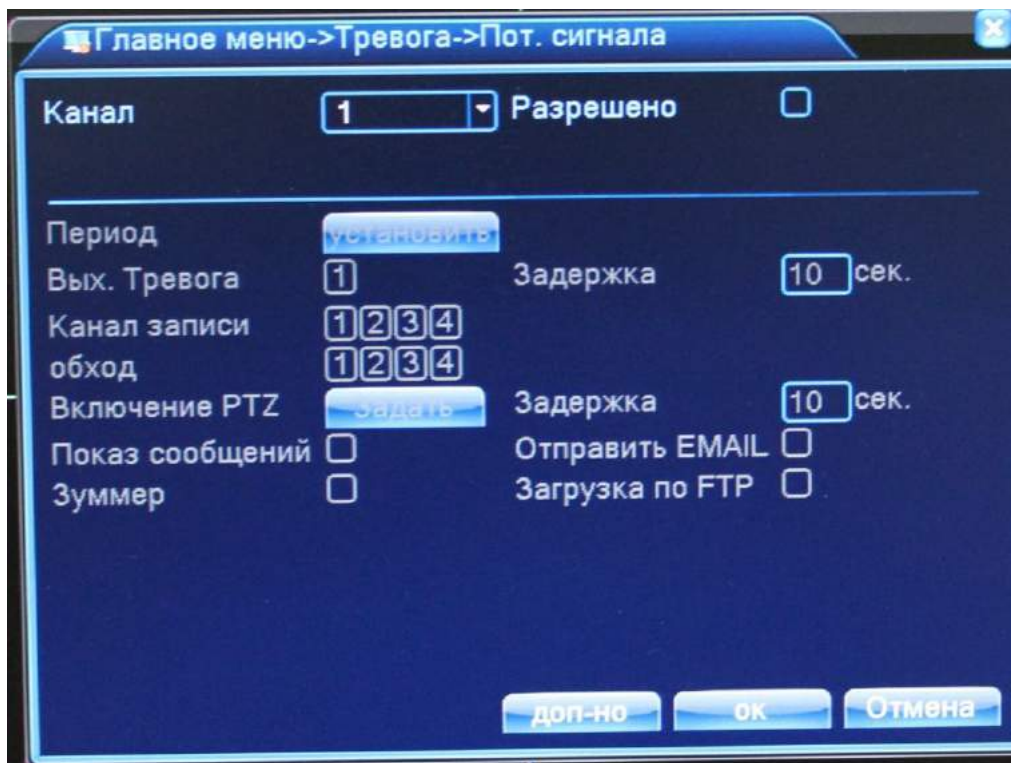 Главное меню->Тревога->Пот. сигнала
Канал 1 Разрешено
Период установить
Вых. Тревога 1 Задержка 10 сек.
Канал записи 1 2 3 4
обход 1 2 3 4
Включение PTZ Задать Задержка 10 сек.
Показ сообщений Отправить EMAIL
Зуммер Загрузка по FTP
доп-но ок Отмена